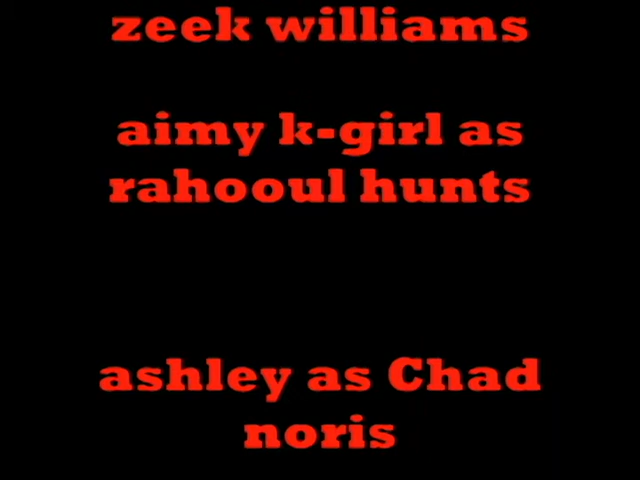 zeek williams
aimy k-girl as
rahooul hunts
ashley as Chad
noris